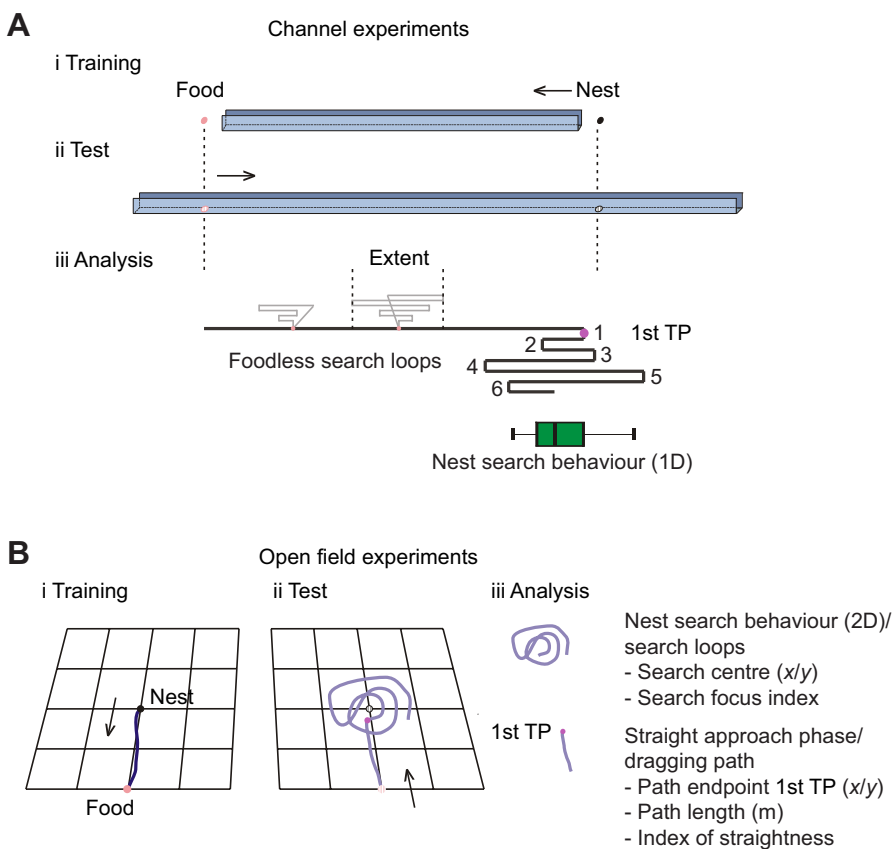 A
Channel experiments
i Training
Food
Nest
ii Test
iii Analysis
Extent
1
1st TP
2
3
Foodless search loops
4
5
6
Nest search behaviour (1D)
B
Open field experiments
i Training
ii Test
iii Analysis
Nest
Food
1st TP
Nest search behaviour (2D)/
search loops
- Search centre (x/y)
- Search focus index
Straight approach phase/
dragging path
- Path endpoint 1st TP (x/y)
- Path length (m)
- Index of straightness